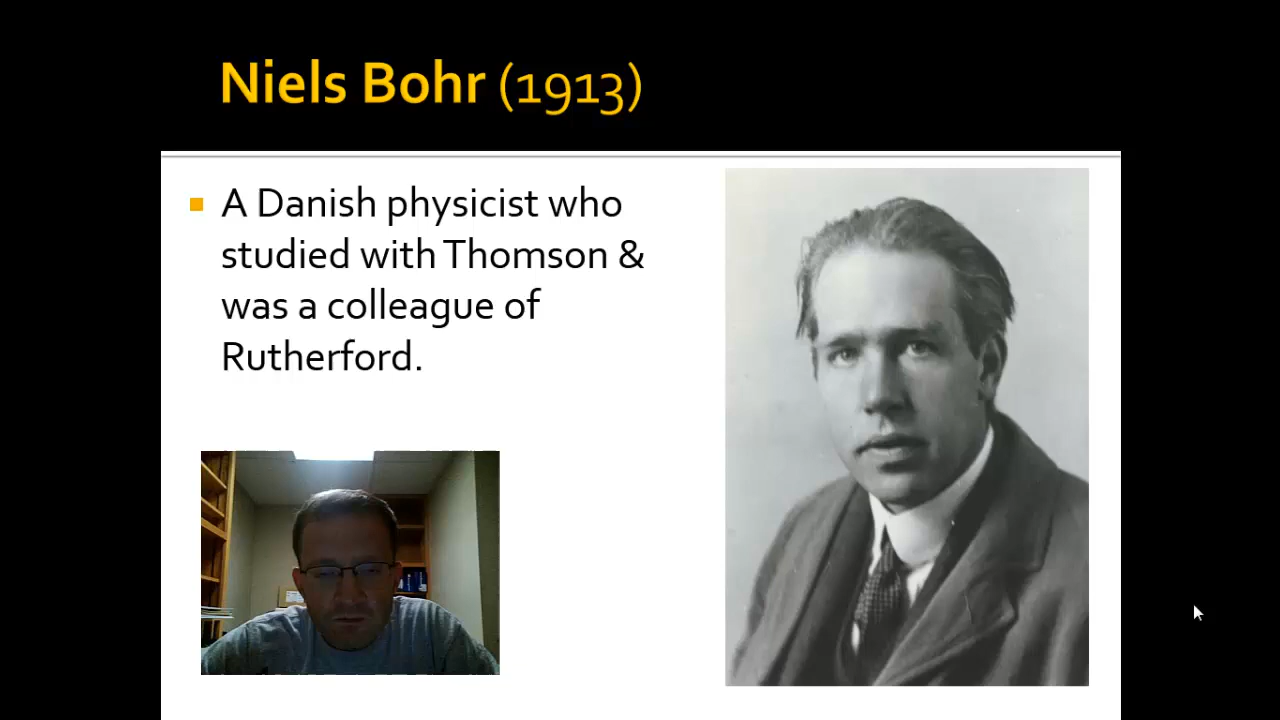 Niels Bohr (1913)
A Danish physicist who
studied with Thomson &
was a colleague of
Rutherford.